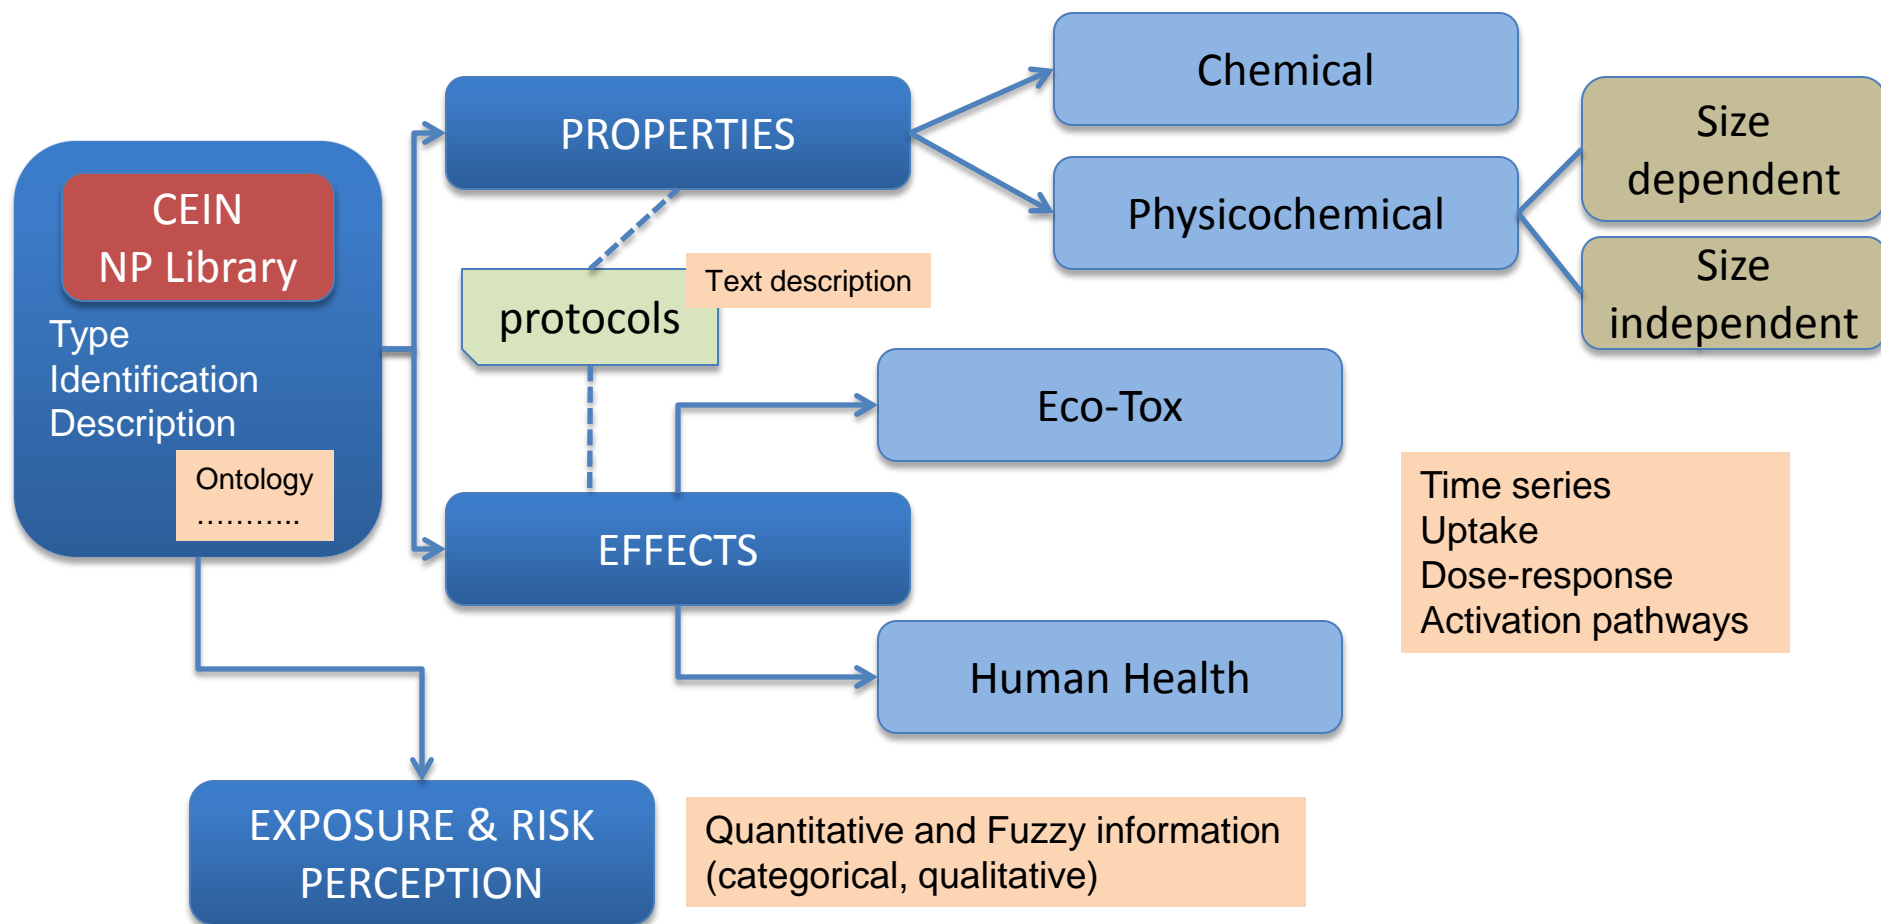 CEIN
NP Library
Type
Identification
Description
Ontology
………...
PROPERTIES
Chemical
Physicochemical
Size
dependent
Size
independent
protocols
Text description
EFFECTS
Eco-Tox
Human Health
Time series
Uptake
Dose-response
Activation pathways
EXPOSURE & RISK
PERCEPTION
Quantitative and Fuzzy information
(categorical, qualitative)